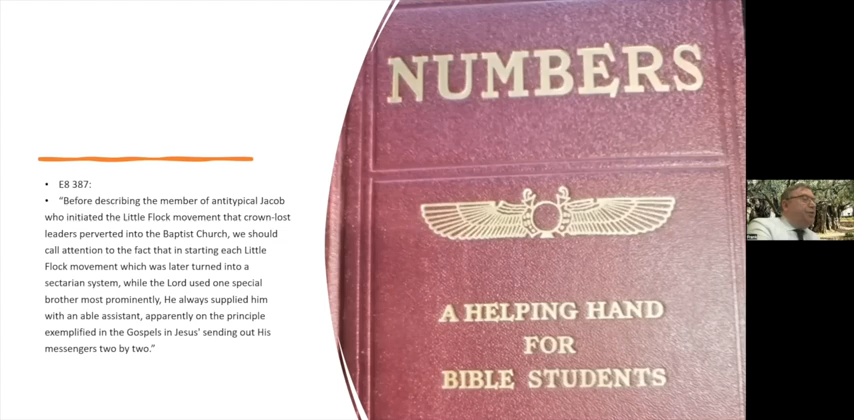 • E8 387:
• “Before describing the member of antitypical Jacob
who initiated the Little Flock movement that crown-lost
leaders perverted into the Baptist Church, we should
call attention to the fact that in starting each Little
Flock movement which was later turned into a
sectarian system, while the Lord used one special
brother most prominently, He always supplied him
with an able assistant, apparently on the principle
exemplified in the Gospels in Jesus' sending out His
messengers two by two.”
NUMBERS
A HELPING HAND
FOR
BIBLE STUDENTS